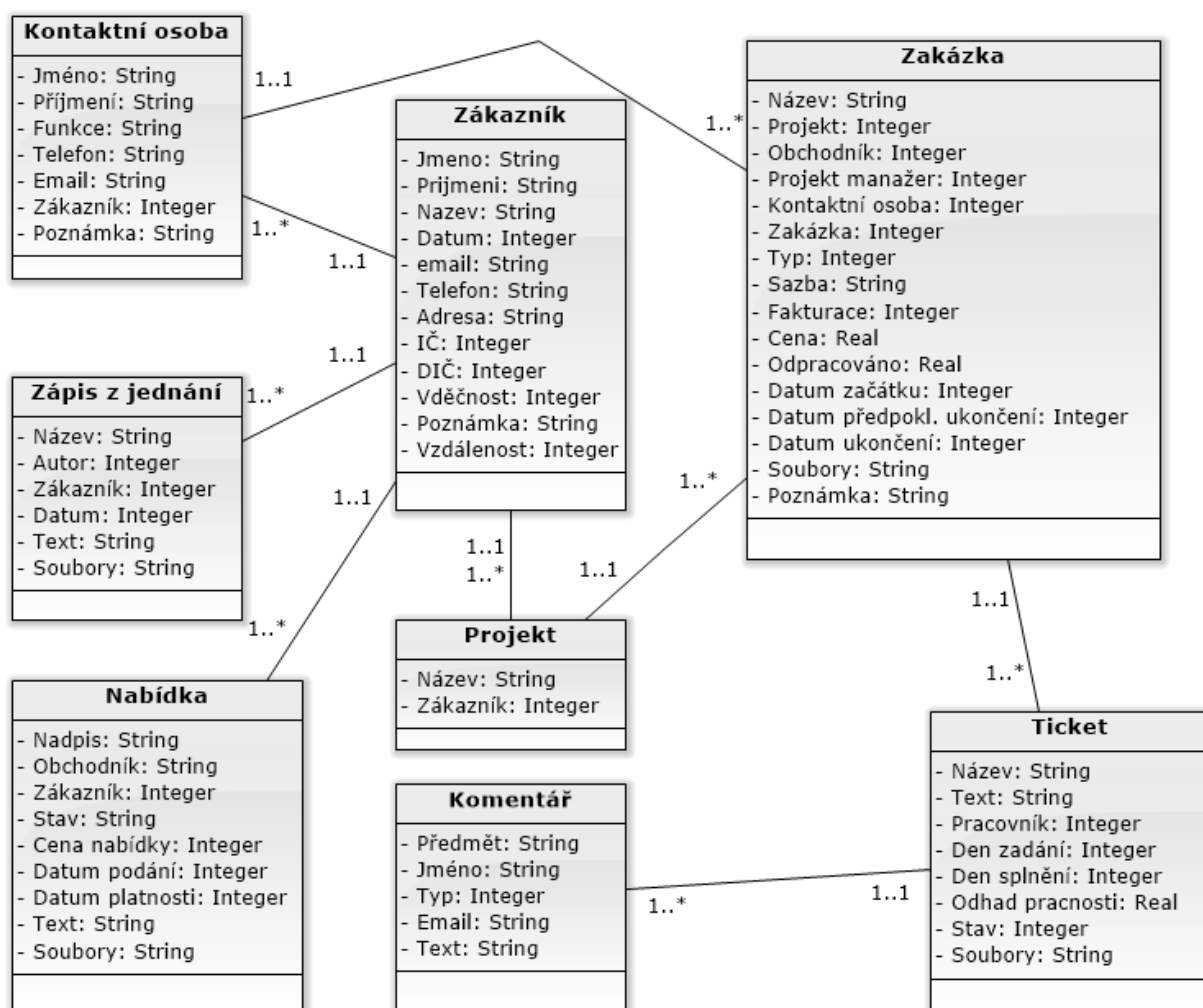 Kontaktní osoba
- Jméno: String
- Příjmení: String
- Funkce: String
- Telefon: String
- Email: String
- Zákazník: Integer
- Poznámka: String
1..1
1..*
1..*
1..1
Zákazník
- Jmeno: String
- Prijmeni: String
- Nazev: String
- Datum: Integer
- email: String
- Telefon: String
- Adresa: String
- IČ: Integer
- DIČ: Integer
- Vděčnost: Integer
- Poznámka: String
- Vzdálenost: Integer
Zakázka
- Název: String
- Projekt: Integer
- Obchodník: Integer
- Projekt manažer: Integer
- Kontaktní osoba: Integer
- Zakázka: Integer
- Typ: Integer
- Sazba: String
- Fakturace: Integer
- Cena: Real
- Odpracováno: Real
- Datum začátku: Integer
- Datum předpokl. ukončení: Integer
- Datum ukončení: Integer
- Soubory: String
- Poznámka: String
1..1
1..*
Zápis z jednání
- Název: String
- Autor: Integer
- Zákazník: Integer
- Datum: Integer
- Text: String
- Soubory: String
1..1
1..*
1..1
1..*
1..*
1..1
Projekt
- Název: String
- Zákazník: Integer
1..1
1..*
Nabídka
- Nadpis: String
- Obchodník: String
- Zákazník: Integer
- Stav: String
- Cena nabídky: Integer
- Datum podání: Integer
- Datum platnosti: Integer
- Text: String
- Soubory: String
Komentář
- Předmět: String
- Jméno: String
- Typ: Integer
- Email: String
- Text: String
1..*
1..1
Ticket
- Název: String
- Text: String
- Pracovník: Integer
- Den zadání: Integer
- Den splnění: Integer
- Odhad pracnosti: Real
- Stav: Integer
- Soubory: String